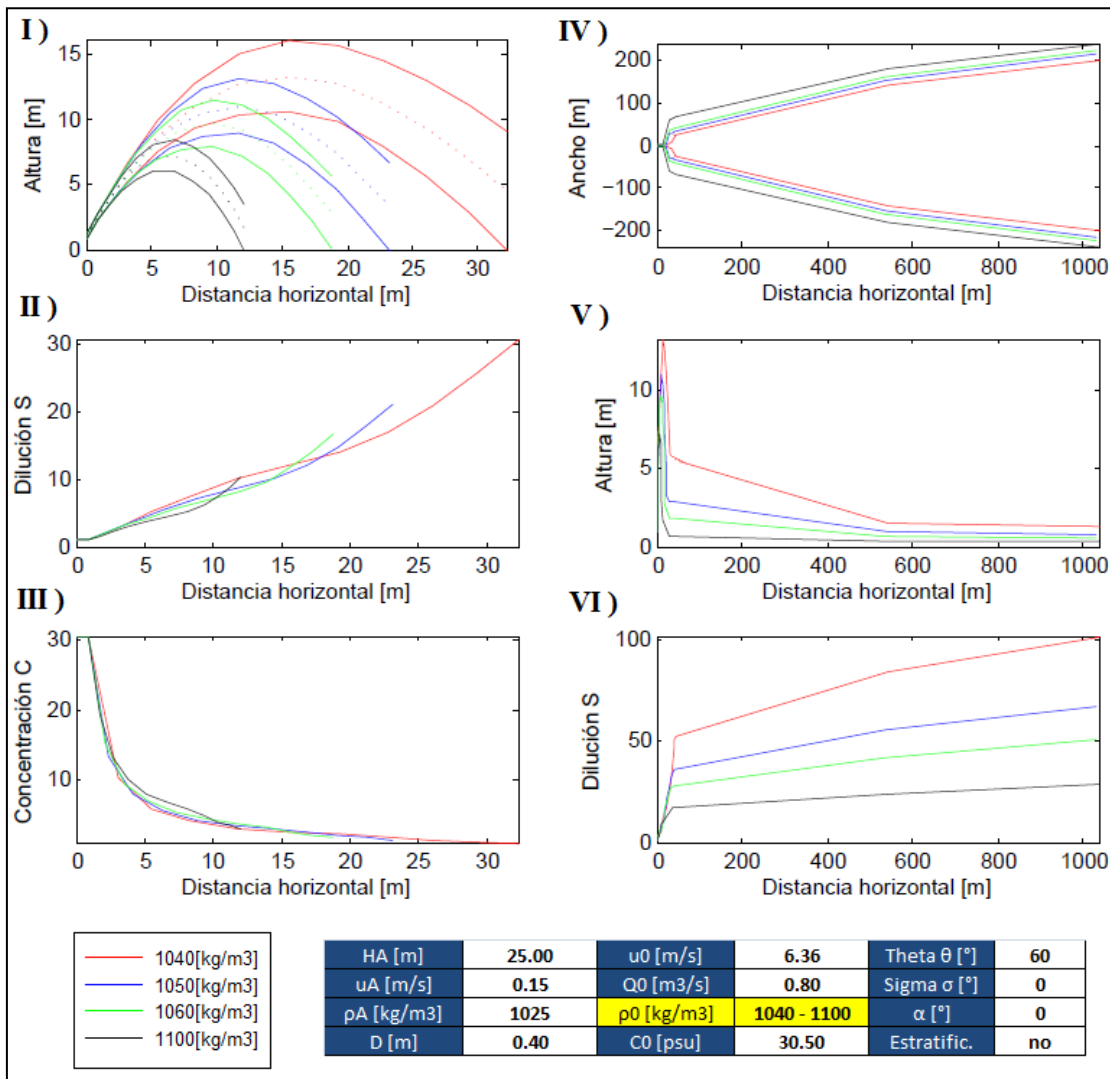 I )
15
10
5
0
Altura [m]
0
5
10
15
20
25
30
Distancia horizontal [m]
II )
30
20
10
0
Dilución S
0
5
10
15
20
25
30
Distancia horizontal [m]
III )
30
20
10
Concentración C
0
5
10
15
20
25
30
Distancia horizontal [m]
IV )
200
100
0
−100
−200
Ancho [m]
0
200
400
600
800
1000
Distancia horizontal [m]
V )
10
5
0
Altura [m]
0
200
400
600
800
1000
Distancia horizontal [m]
VI )
100
50
0
Dilución S
0
200
400
600
800
1000
Distancia horizontal [m]
1040[kg/m3]
1050[kg/m3]
1060[kg/m3]
1100[kg/m3]
HA [m] 25.00 u0 [m/s] 6.36 Theta θ [°] 60
uA [m/s] 0.15 Q0 [m3/s] 0.80 Sigma σ [°] 0
ρA [kg/m3] 1025 ρ0 [kg/m3] 1040 - 1100 α [°] 0
D [m] 0.40 C0 [psu] 30.50 Estratific. no